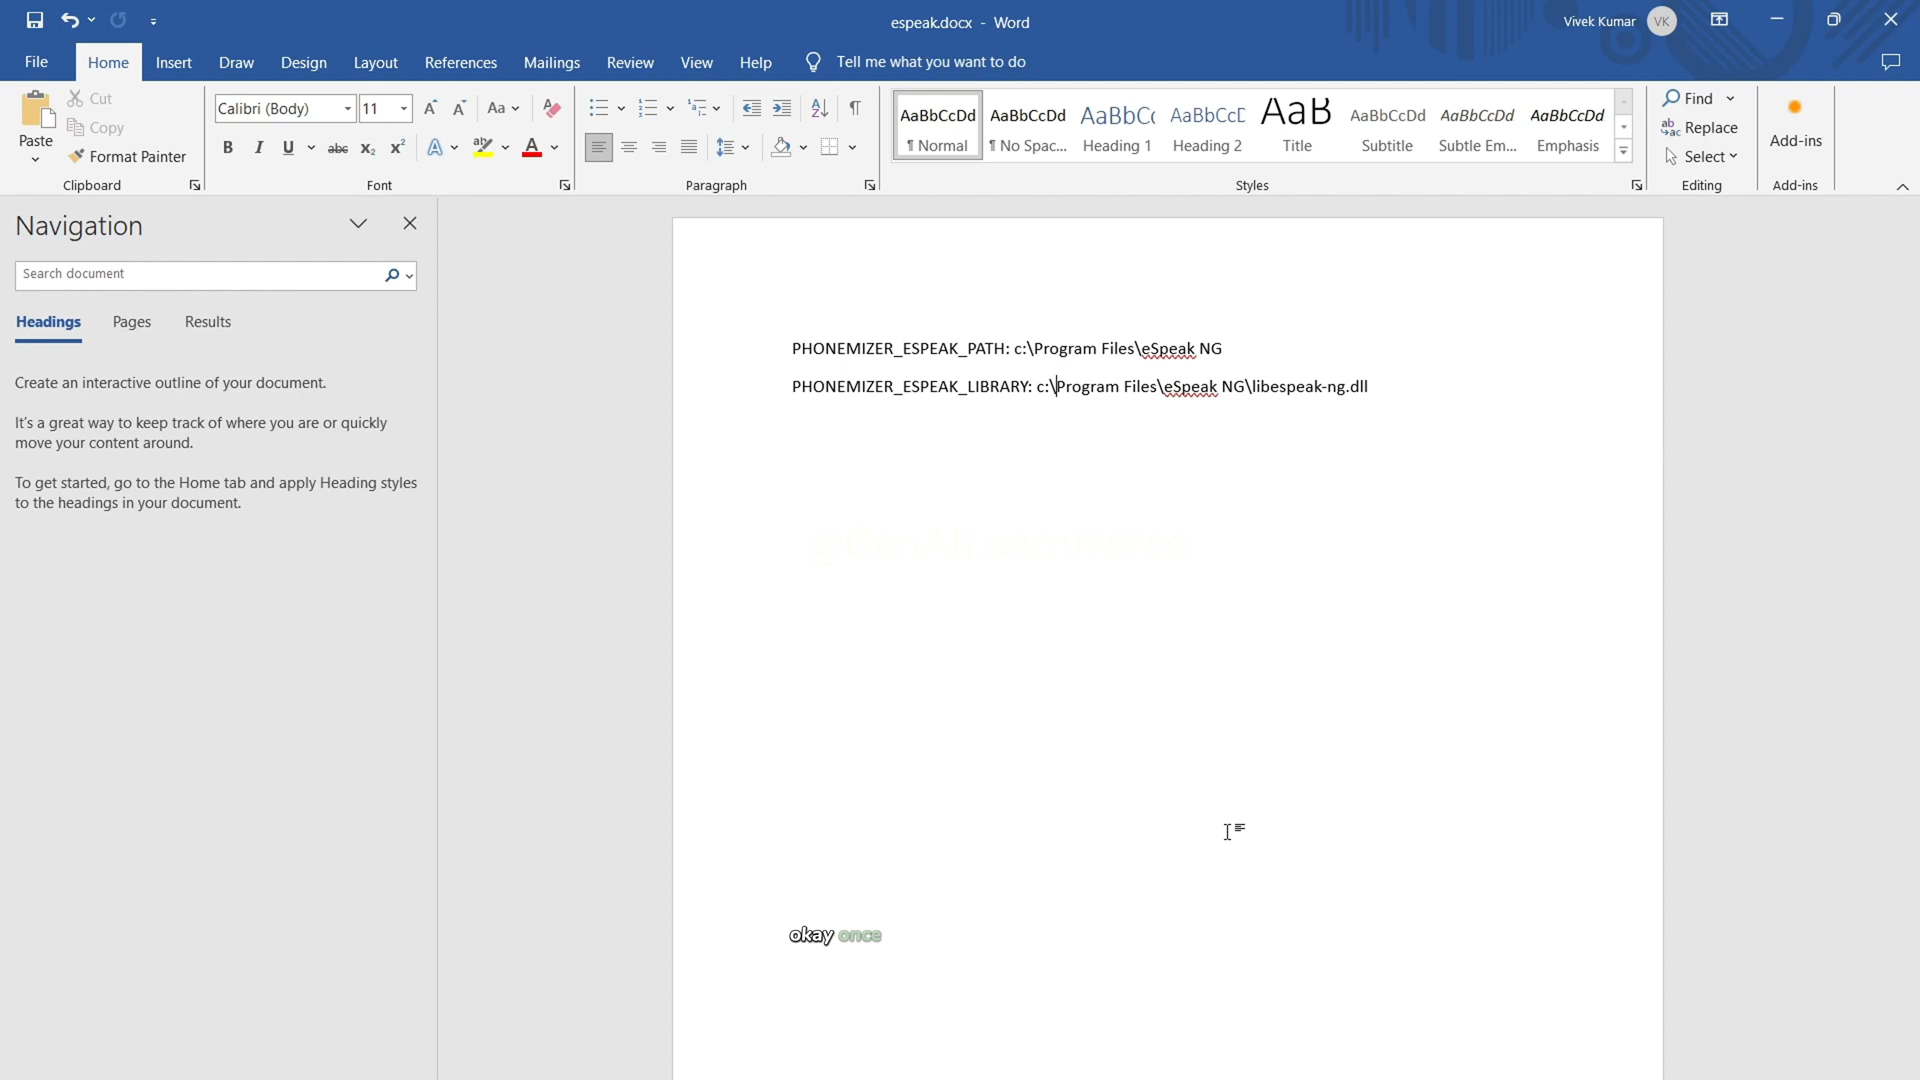 espeak.docx - Word
Vivek Kumar VK
File Home Insert Draw Design Layout References Mailings Review View Help Tell me what you want to do
Paste
Cut
Copy
Format Painter
Clipboard
Calibri (Body) 11
Font
Paragraph
AaBbCcDd AaBbCcDd AaBbCc AaBbCcD AaB AaBbCcDd AaBbCcDd AaBbCcDd
¶ Normal ¶ No Spac... Heading 1 Heading 2 Title Subtitle Subtle Em... Emphasis
Styles
Find
Replace
Select
Editing
Add-ins
Add-ins
Navigation
Search document
Headings Pages Results
Create an interactive outline of your document.
It's a great way to keep track of where you are or quickly
move your content around.
To get started, go to the Home tab and apply Heading styles
to the headings in your document.
PHONEMIZER_ESPEAK_PATH: c:\Program Files\eSpeak NG
PHONEMIZER_ESPEAK_LIBRARY: c:\Program Files\eSpeak NG\libespeak-ng.dll
okay once